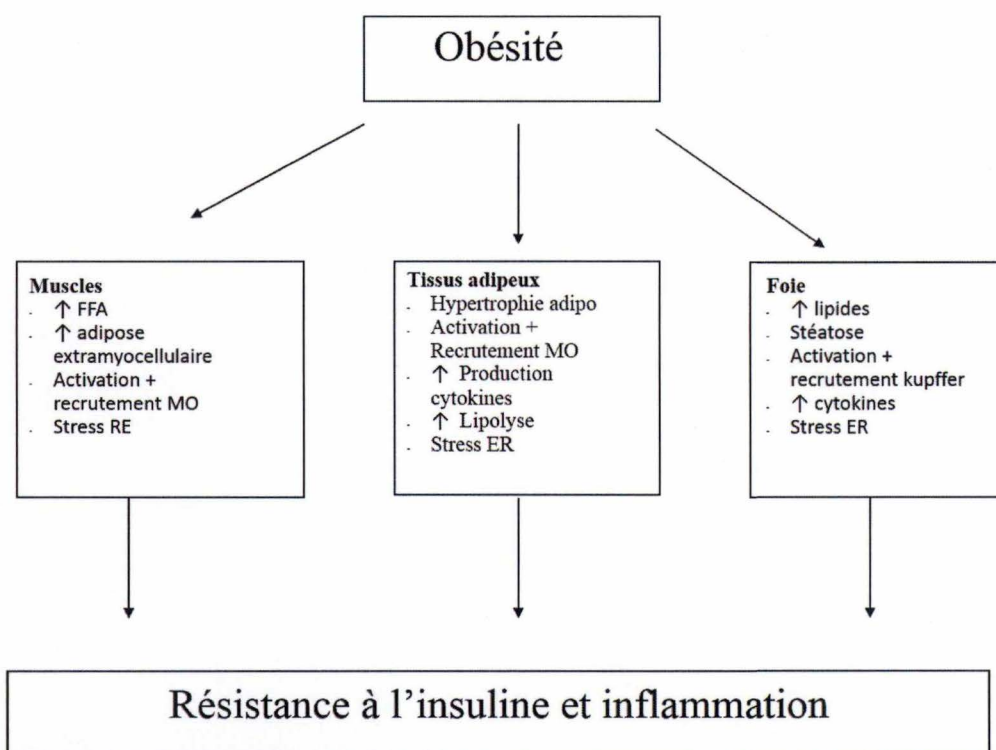 Obésité
Muscles
. ↑ FFA
. ↑ adipose
extramyocellulaire
. Activation +
recrutement MO
. Stress RE
Tissus adipeux
. Hypertrophie adipo
. Activation +
Recrutement MO
. ↑ Production
cytokines
. ↑ Lipolyse
. Stress ER
Foie
. ↑ lipides
. Stéatose
. Activation +
recrutement kupffer
. ↑ cytokines
. Stress ER
Résistance à l’insuline et inflammation